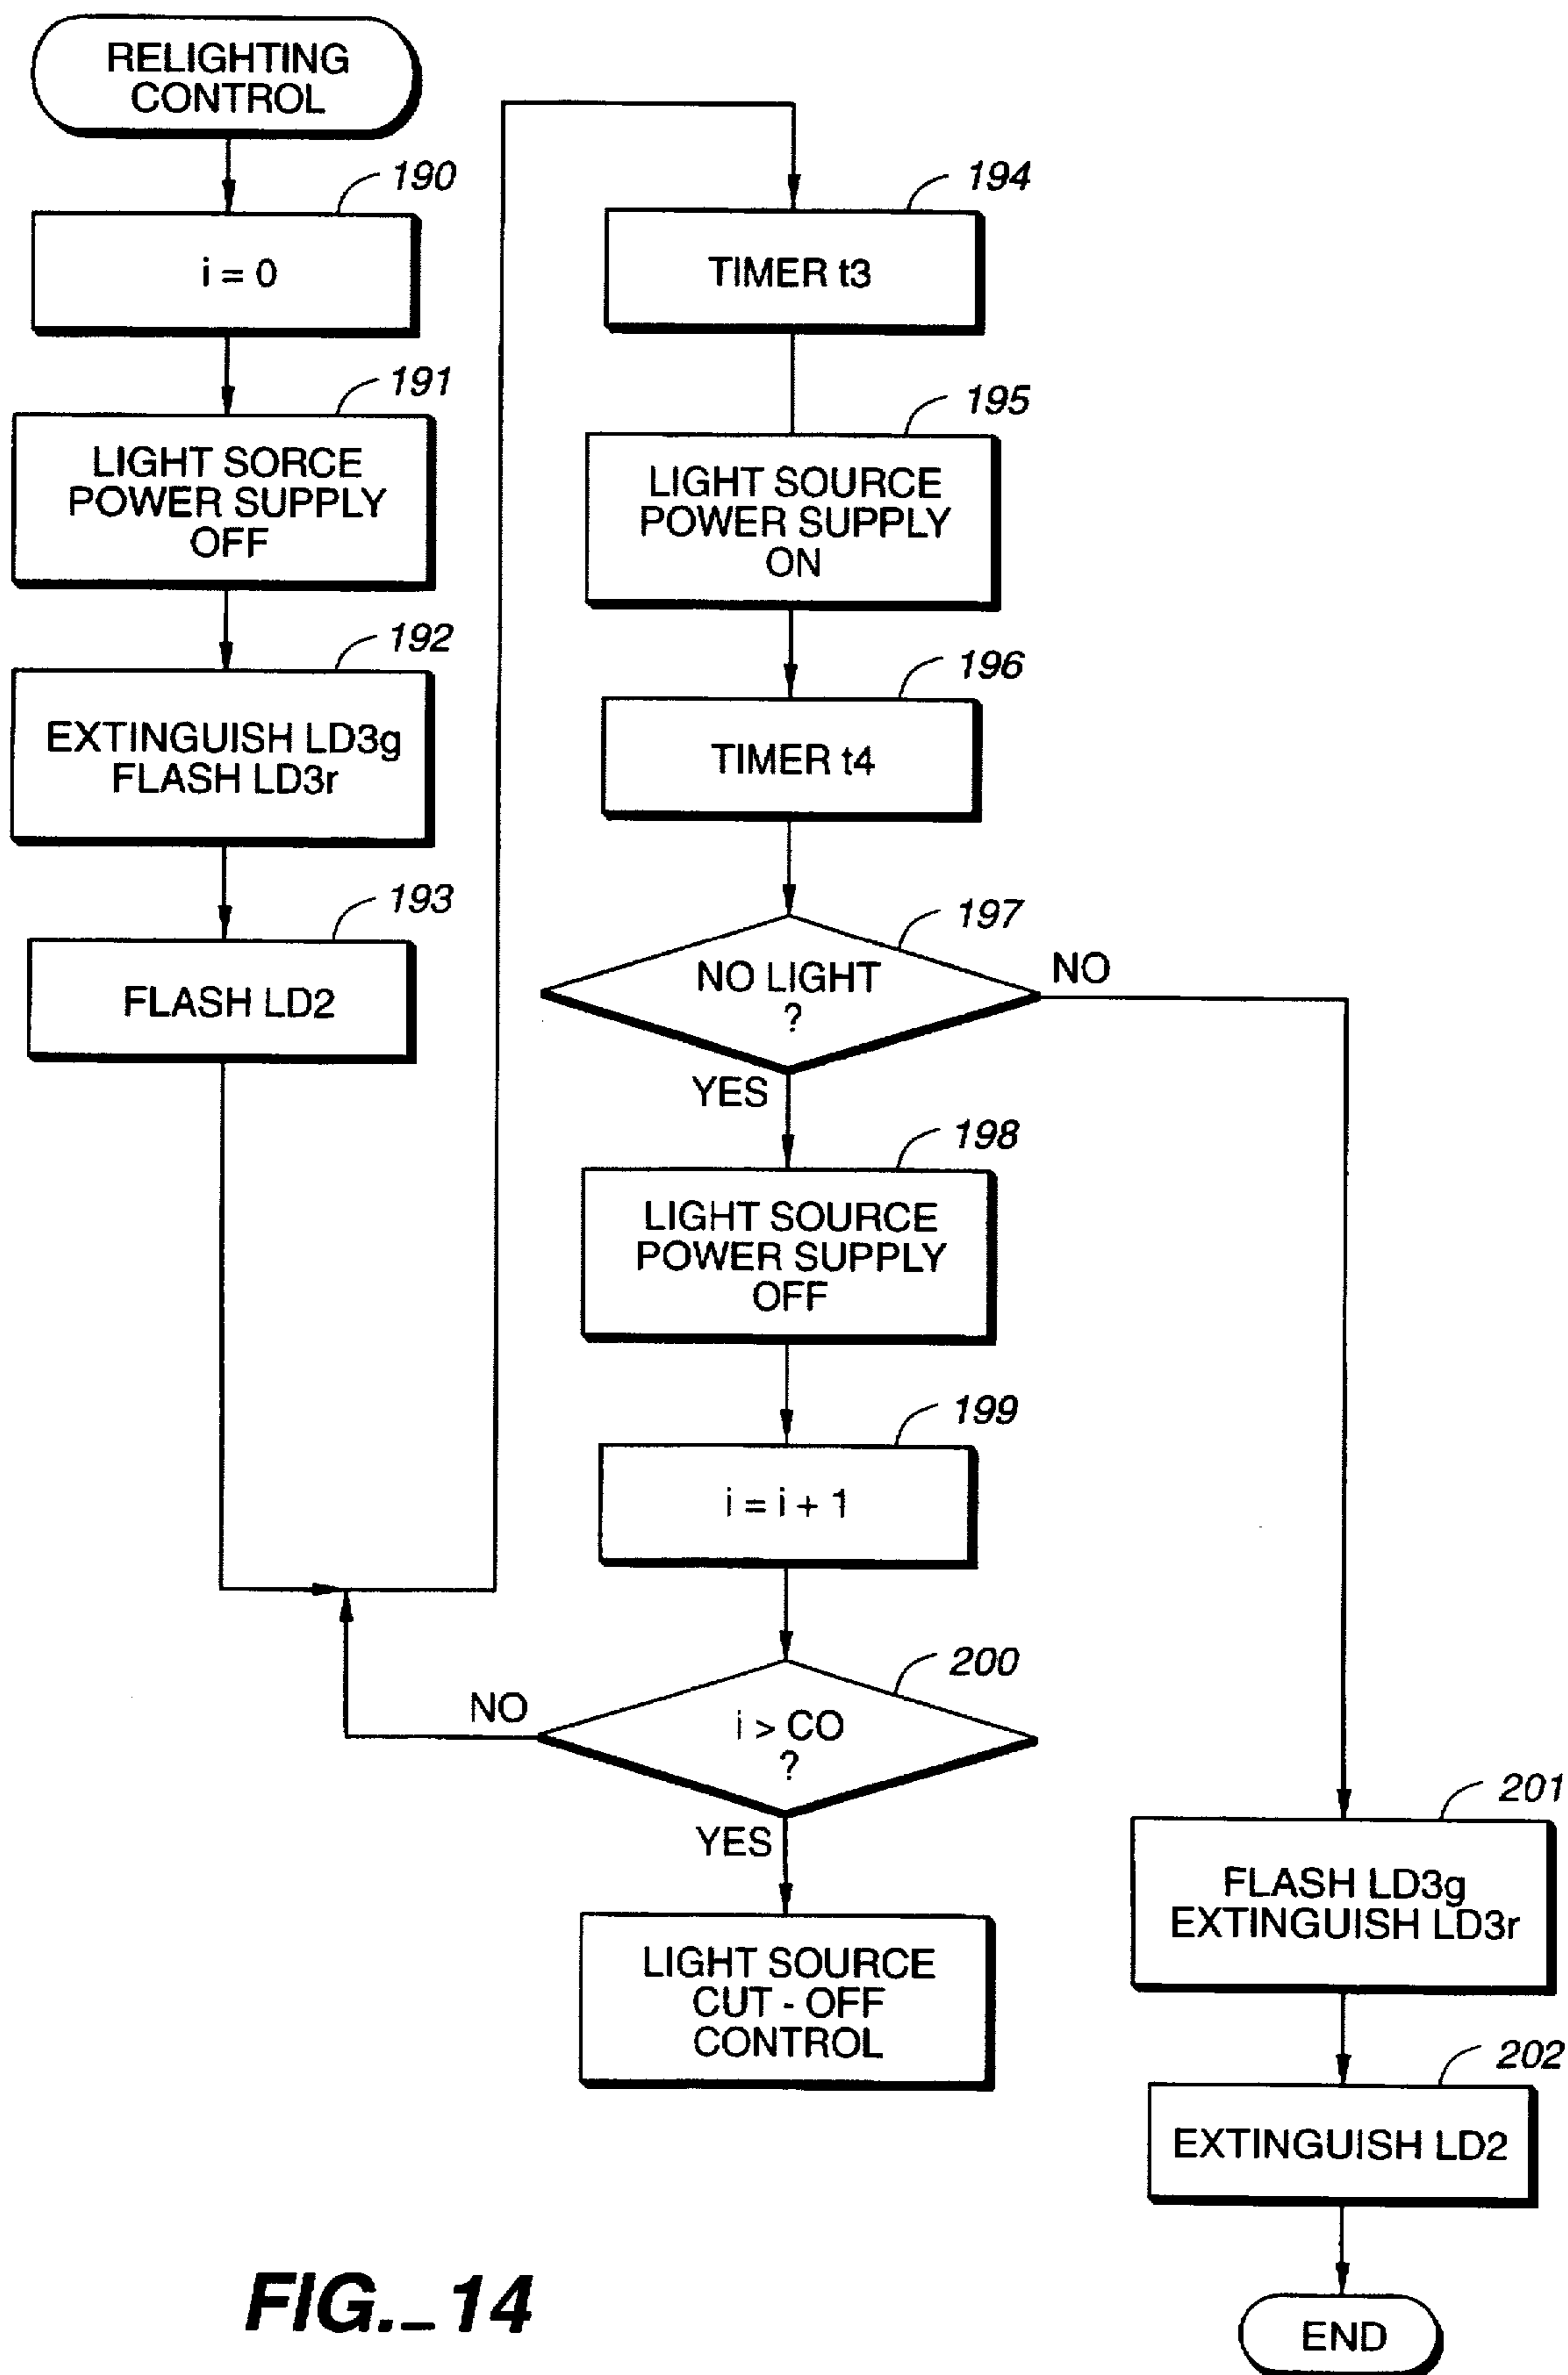 RELIGHTING
CONTROL
190
i = 0
191
LIGHT SORCE
POWER SUPPLY
OFF
192
EXTINGUISH LD3g
FLASH LD3r
193
FLASH LD2
194
TIMER t3
195
LIGHT SOURCE
POWER SUPPLY
ON
196
TIMER t4
197
NO LIGHT
?
NO
YES
198
LIGHT SOURCE
POWER SUPPLY
OFF
199
i = i + 1
200
i > CO
?
NO
YES
LIGHT SOURCE
CUT - OFF
CONTROL
201
FLASH LD3g
EXTINGUISH LD3r
202
EXTINGUISH LD2
END
FIG._14